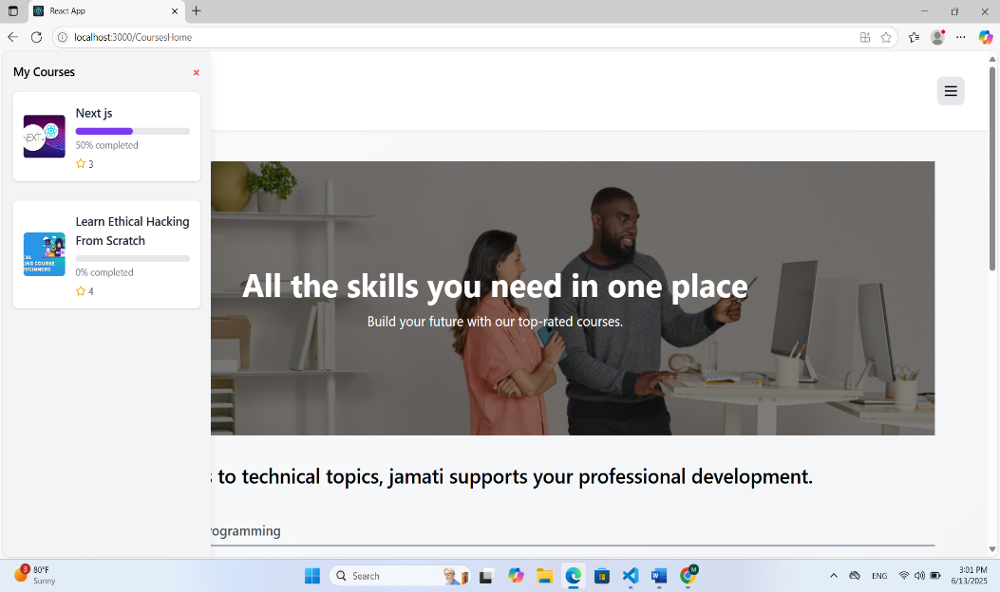 React App
localhost:3000/CoursesHome
My Courses
Next js
50% completed
3
Learn Ethical Hacking
From Scratch
0% completed
4
All the skills you need in one place
Build your future with our top-rated courses.
to technical topics, jamati supports your professional development.
rogramming
3
80°F
Sunny
Search
M
ENG
3:01 PM
6/13/2025